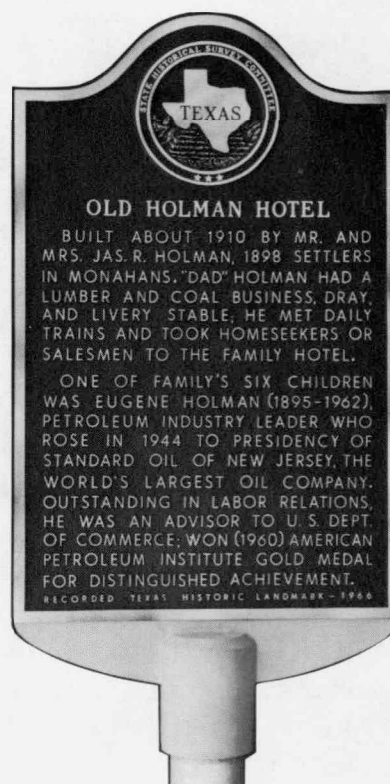 STATE HISTORICAL SURVEY COMMITTEE
TEXAS
OLD HOLMAN HOTEL
BUILT ABOUT 1910 BY MR. AND
MRS. JAS. R. HOLMAN, 1898 SETTLERS
IN MONAHANS. "DAD" HOLMAN HAD A
LUMBER AND COAL BUSINESS, DRAY,
AND LIVERY STABLE; HE MET DAILY
TRAINS AND TOOK HOMESEEKERS OR
SALESMEN TO THE FAMILY HOTEL.
ONE OF FAMILY'S SIX CHILDREN
WAS EUGENE HOLMAN (1895-1962),
PETROLEUM INDUSTRY LEADER WHO
ROSE IN 1944 TO PRESIDENCY OF
STANDARD OIL OF NEW JERSEY, THE
WORLD'S LARGEST OIL COMPANY.
OUTSTANDING IN LABOR RELATIONS,
HE WAS AN ADVISOR TO U.S. DEPT.
OF COMMERCE; WON (1960) AMERICAN
PETROLEUM INSTITUTE GOLD MEDAL
FOR DISTINGUISHED ACHIEVEMENT.
RECORDED TEXAS HISTORIC LANDMARK - 1966